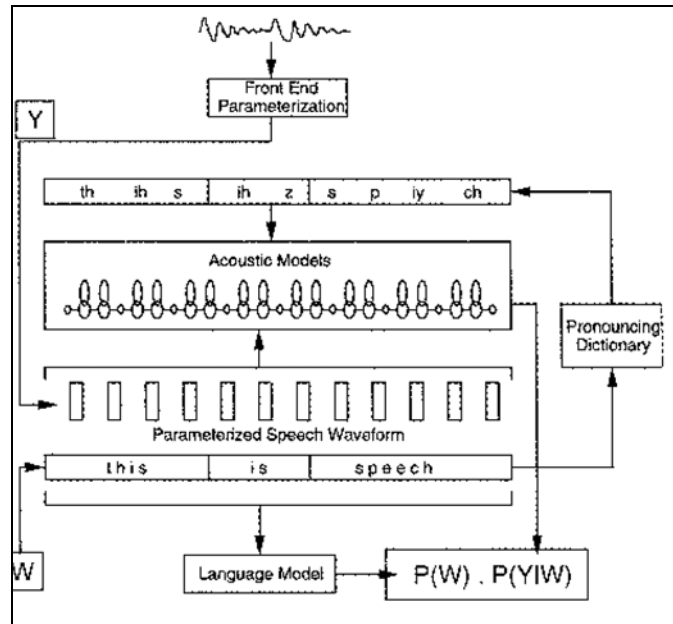 Front End
Parameterization
Y
th ih s ih z s p iy ch
Acoustic Models
Pronouncing
Dictionary
Parameterized Speech Waveform
this is speech
W
Language Model
P(W) . P(Y|W)